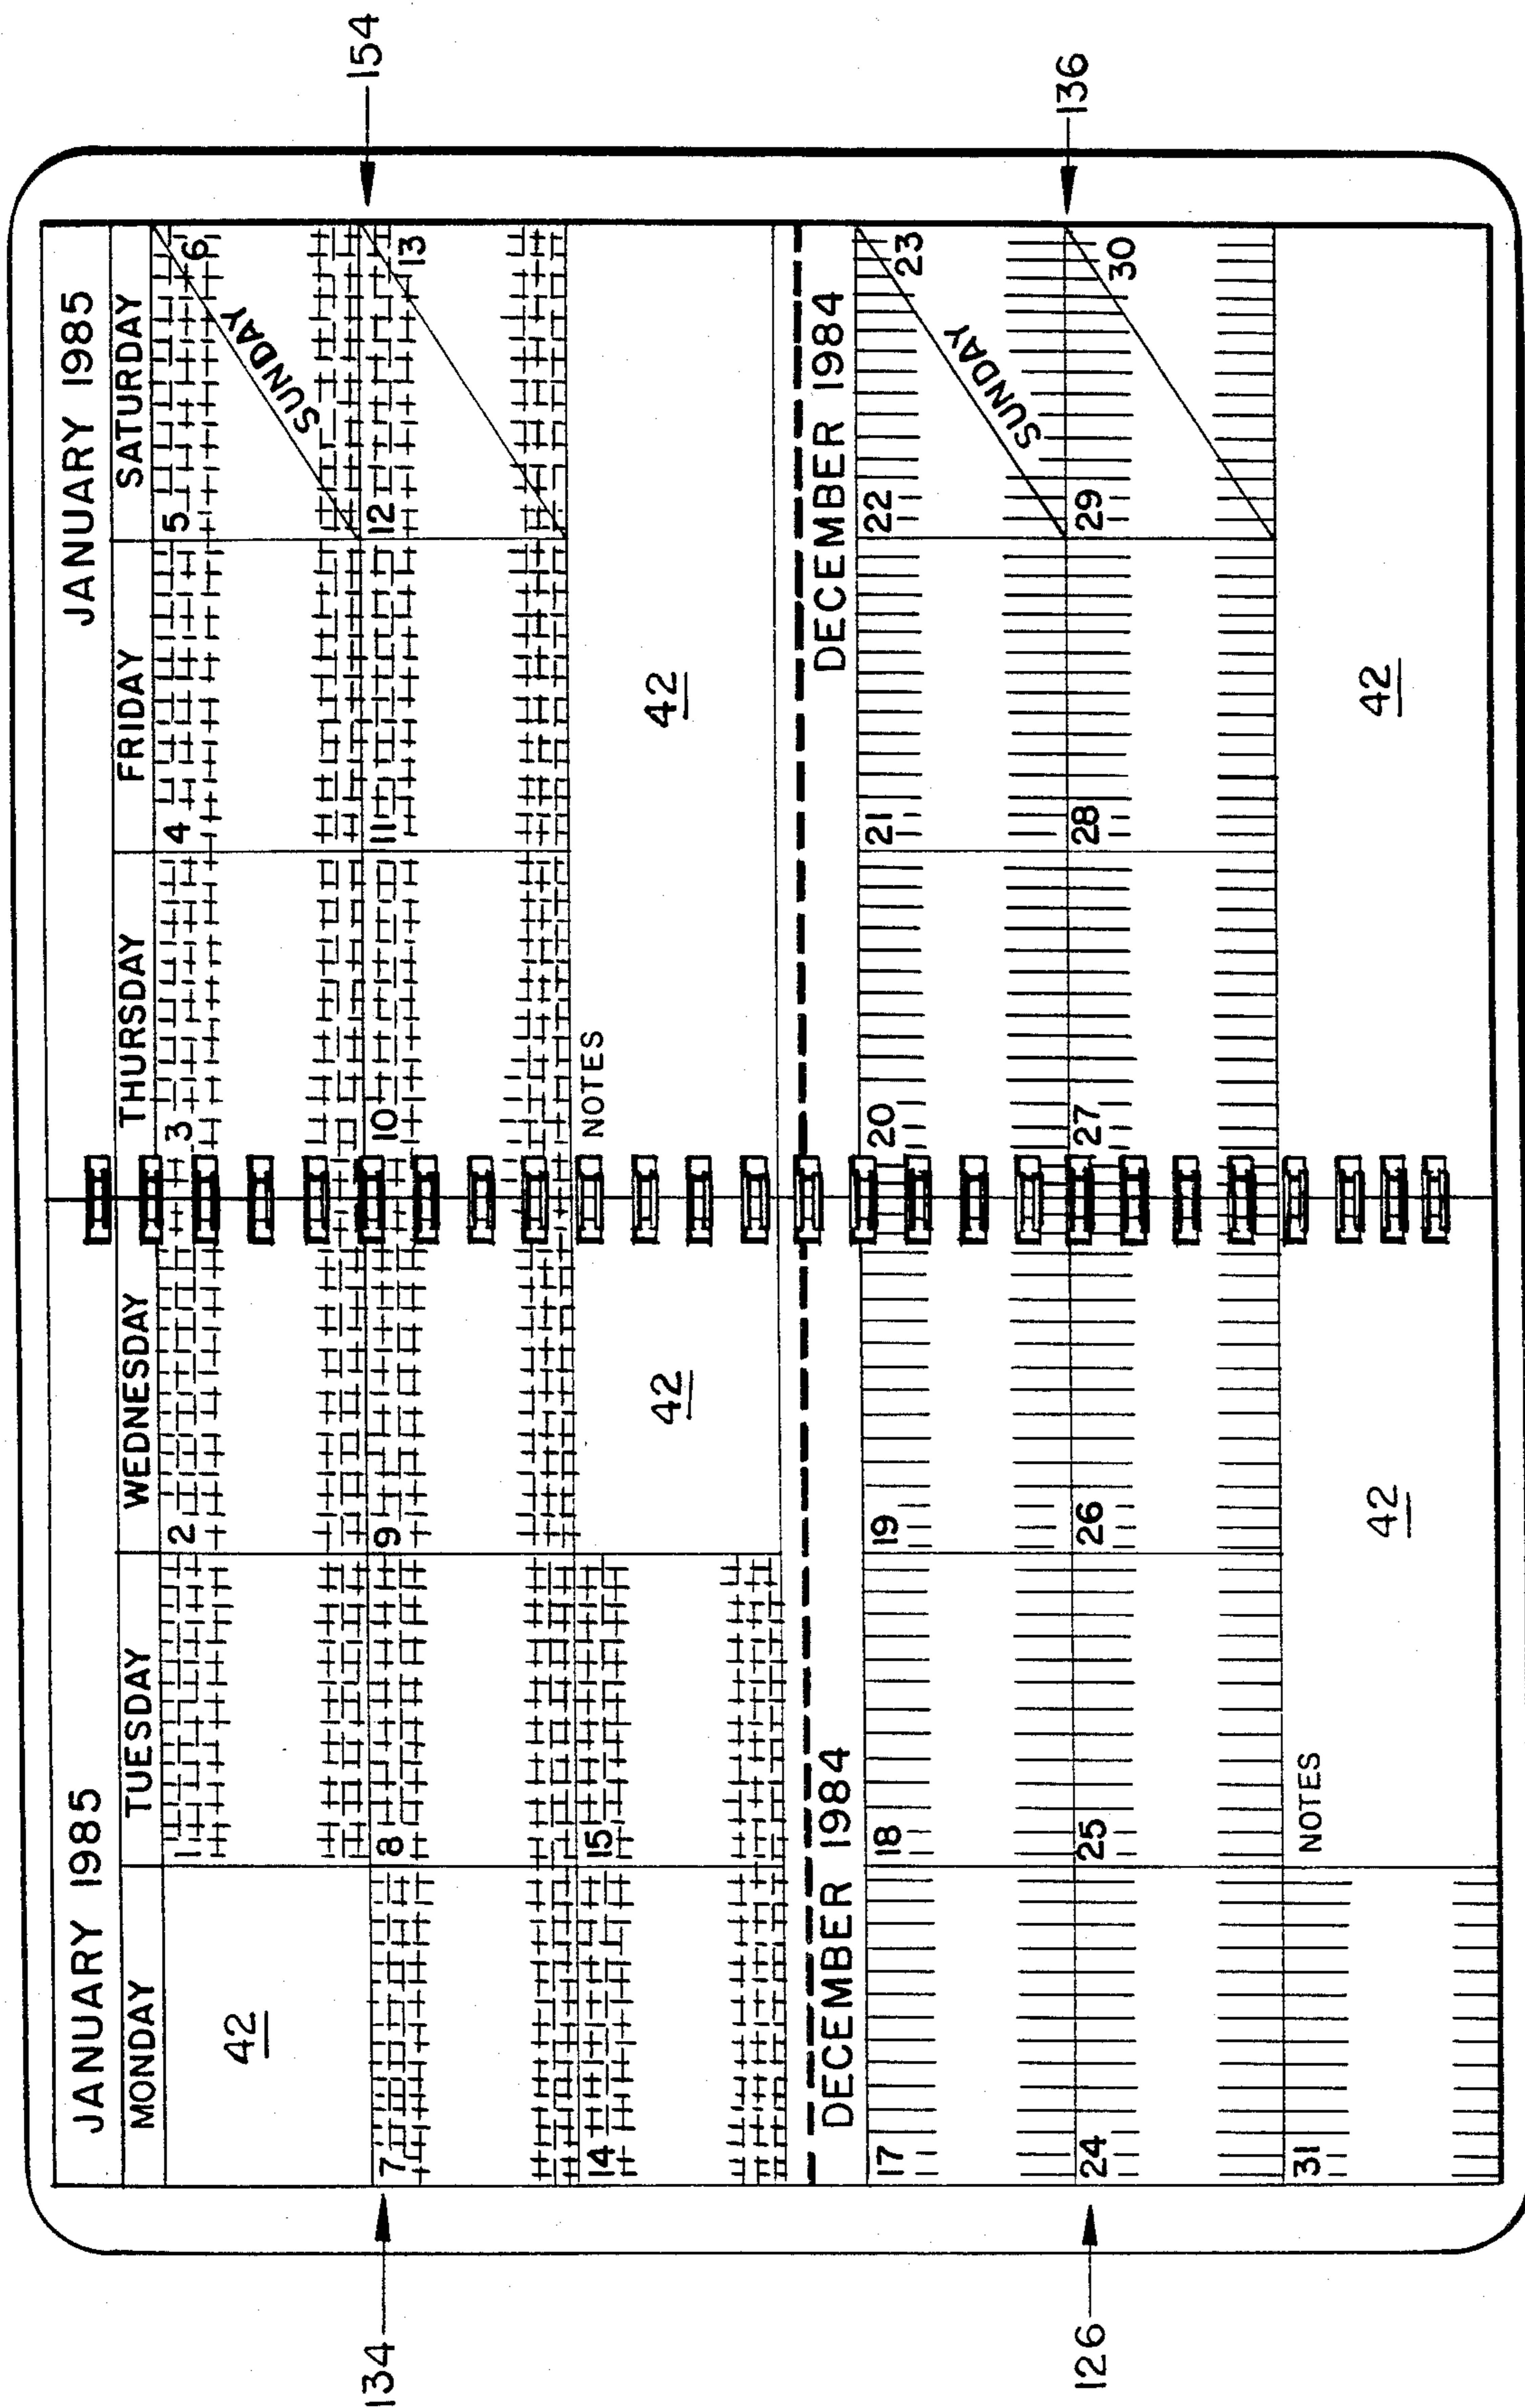 JANUARY 1985 JANUARY 1985
MONDAY TUESDAY WEDNESDAY THURSDAY FRIDAY SATURDAY
1 2 3 4 5 6
SUNDAY
42
154
134
7 8 9 10 11 12 13
14 15 NOTES
42 42
DECEMBER 1984 DECEMBER 1984
17 18 19 20 21 22 23
SUNDAY
136
126
24 25 26 27 28 29 30
31 NOTES
42 42